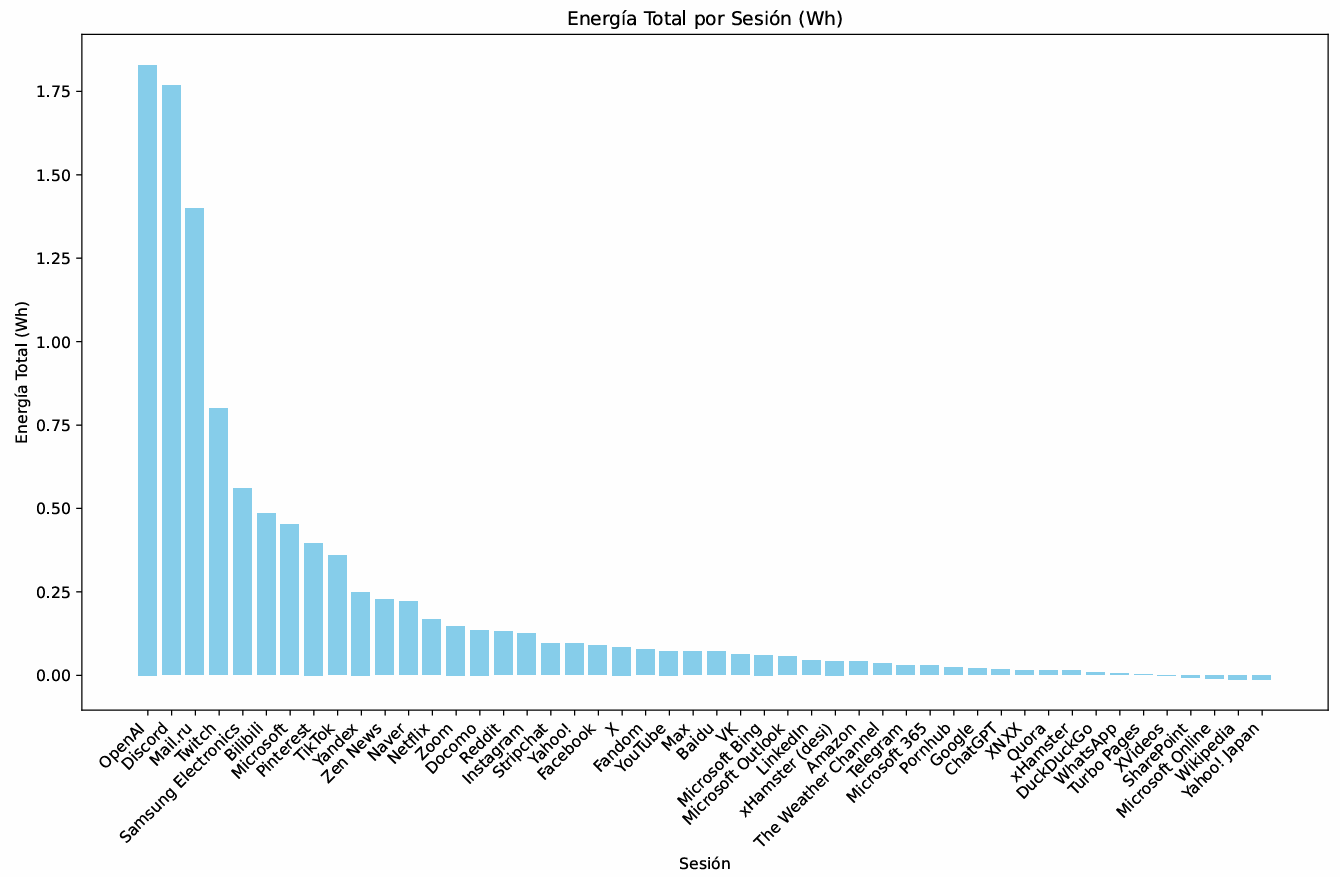 Energía Total por Sesión (Wh)
Energía Total (Wh)
1.75
1.50
1.25
1.00
0.75
0.50
0.25
0.00
OpenAI
Discord
Mail.ru
Twitch
Samsung Electronics
Bilibili
Microsoft
Pinterest
TikTok
Yandex
Zen News
Naver
Netflix
Zoom
Docomo
Reddit
Instagram
Stripchat
Yahoo!
Facebook
X
Fandom
YouTube
Max
Baidu
VK
Microsoft Bing
Microsoft Outlook
LinkedIn
xHamster (desi)
Amazon
The Weather Channel
Telegram
Microsoft 365
Pornhub
Google
ChatGPT
XNXX
Quora
xHamster
DuckDuckGo
WhatsApp
Turbo Pages
XVideos
SharePoint
Microsoft Online
Wikipedia
Yahoo! Japan
Sesión